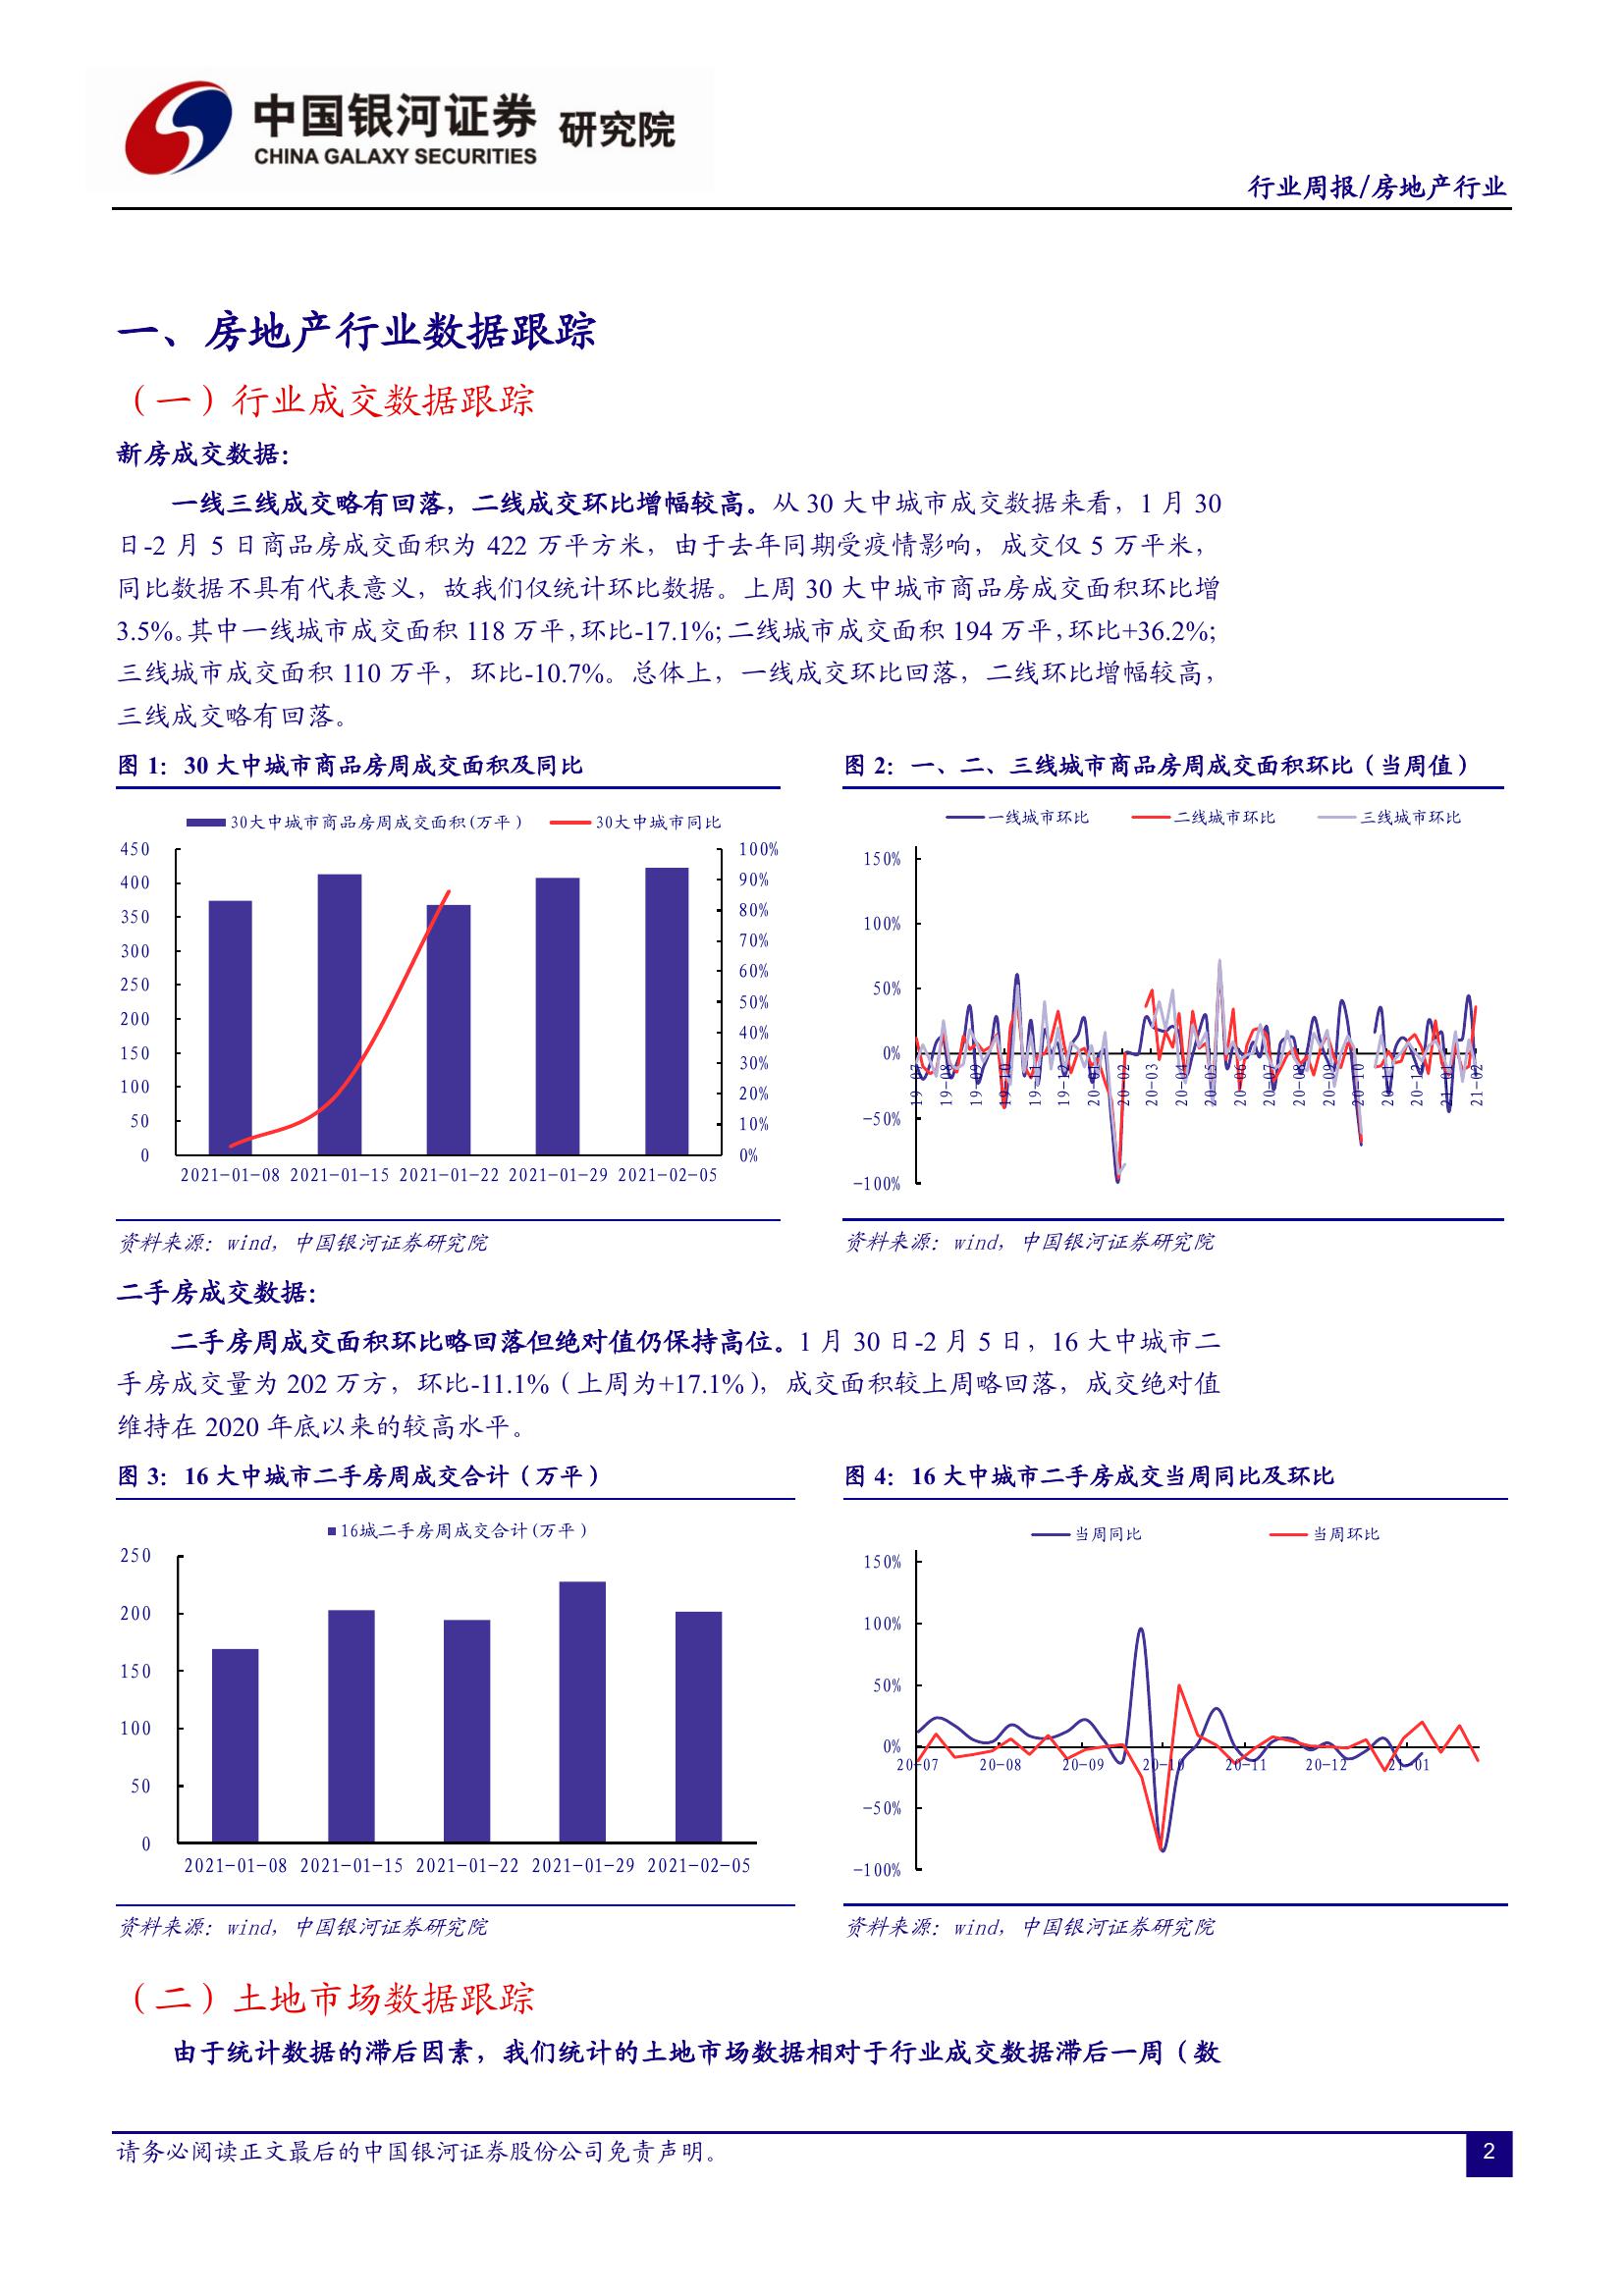 中国银河证券 研究院
CHINA GALAXY SECURITIES
行业周报/房地产行业
一、房地产行业数据跟踪
（一）行业成交数据跟踪
新房成交数据：
一线三线成交略有回落，二线成交环比增幅较高。从 30 大中城市成交数据来看，1 月 30
日-2 月 5 日商品房成交面积为 422 万平方米，由于去年同期受疫情影响，成交仅 5 万平米，
同比数据不具有代表意义，故我们仅统计环比数据。上周 30 大中城市商品房成交面积环比增
3.5%。其中一线城市成交面积 118 万平，环比-17.1%；二线城市成交面积 194 万平，环比+36.2%；
三线城市成交面积 110 万平，环比-10.7%。总体上，一线成交环比回落，二线环比增幅较高，
三线成交略有回落。
图 1：30 大中城市商品房周成交面积及同比
30大中城市商品房周成交面积(万平) 30大中城市同比
450
400
350
300
250
200
150
100
50
0
100%
90%
80%
70%
60%
50%
40%
30%
20%
10%
0%
2021-01-08 2021-01-15 2021-01-22 2021-01-29 2021-02-05
资料来源：wind，中国银河证券研究院
图 2：一、二、三线城市商品房周成交面积环比（当周值）
一线城市环比 二线城市环比 三线城市环比
150%
100%
50%
0%
-50%
-100%
19-07 19-08 19-09 19-10 19-11 19-12 20-01 20-02 20-03 20-04 20-05 20-06 20-07 20-08 20-09 20-10 20-11 20-12 21-01 21-02
资料来源：wind，中国银河证券研究院
二手房成交数据：
二手房周成交面积环比略回落但绝对值仍保持高位。1 月 30 日-2 月 5 日，16 大中城市二
手房成交量为 202 万方，环比-11.1%（上周为+17.1%），成交面积较上周略回落，成交绝对值
维持在 2020 年底以来的较高水平。
图 3：16 大中城市二手房周成交合计（万平）
16城二手房周成交合计(万平)
250
200
150
100
50
0
2021-01-08 2021-01-15 2021-01-22 2021-01-29 2021-02-05
资料来源：wind，中国银河证券研究院
图 4：16 大中城市二手房成交当周同比及环比
当周同比 当周环比
150%
100%
50%
0%
-50%
-100%
20-07 20-08 20-09 20-10 20-11 20-12 21-01
资料来源：wind，中国银河证券研究院
（二）土地市场数据跟踪
由于统计数据的滞后因素，我们统计的土地市场数据相对于行业成交数据滞后一周（数
请务必阅读正文最后的中国银河证券股份公司免责声明。
2